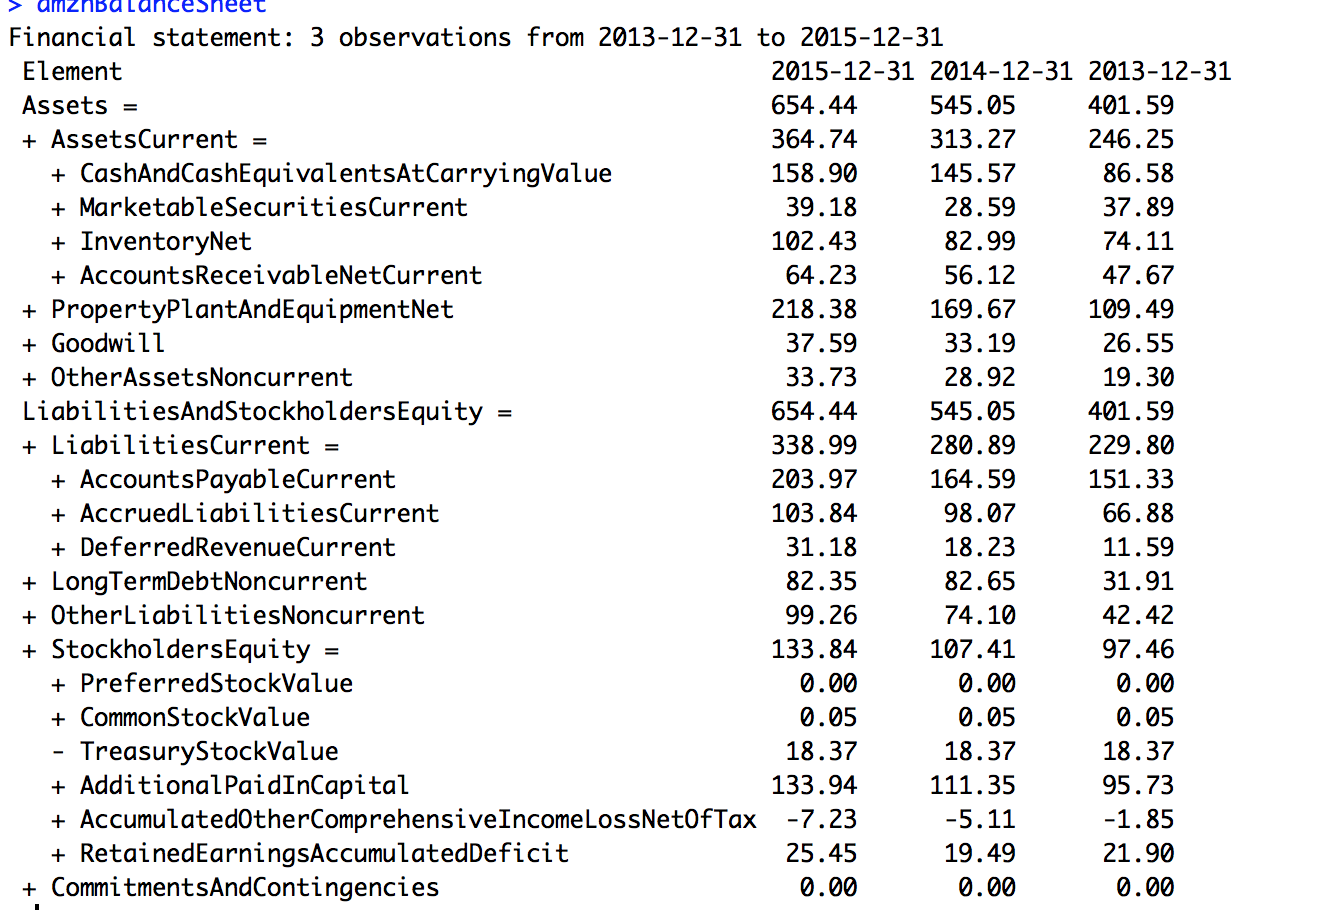 > amznBalanceSheet
Financial statement: 3 observations from 2013-12-31 to 2015-12-31
Element 2015-12-31 2014-12-31 2013-12-31
Assets = 654.44 545.05 401.59
+ AssetsCurrent = 364.74 313.27 246.25
+ CashAndCashEquivalentsAtCarryingValue 158.90 145.57 86.58
+ MarketableSecuritiesCurrent 39.18 28.59 37.89
+ InventoryNet 102.43 82.99 74.11
+ AccountsReceivableNetCurrent 64.23 56.12 47.67
+ PropertyPlantAndEquipmentNet 218.38 169.67 109.49
+ Goodwill 37.59 33.19 26.55
+ OtherAssetsNoncurrent 33.73 28.92 19.30
LiabilitiesAndStockholdersEquity = 654.44 545.05 401.59
+ LiabilitiesCurrent = 338.99 280.89 229.80
+ AccountsPayableCurrent 203.97 164.59 151.33
+ AccruedLiabilitiesCurrent 103.84 98.07 66.88
+ DeferredRevenueCurrent 31.18 18.23 11.59
+ LongTermDebtNoncurrent 82.35 82.65 31.91
+ OtherLiabilitiesNoncurrent 99.26 74.10 42.42
+ StockholdersEquity = 133.84 107.41 97.46
+ PreferredStockValue 0.00 0.00 0.00
+ CommonStockValue 0.05 0.05 0.05
- TreasuryStockValue 18.37 18.37 18.37
+ AdditionalPaidInCapital 133.94 111.35 95.73
+ AccumulatedOtherComprehensiveIncomeLossNetOfTax -7.23 -5.11 -1.85
+ RetainedEarningsAccumulatedDeficit 25.45 19.49 21.90
+ CommitmentsAndContingencies 0.00 0.00 0.00